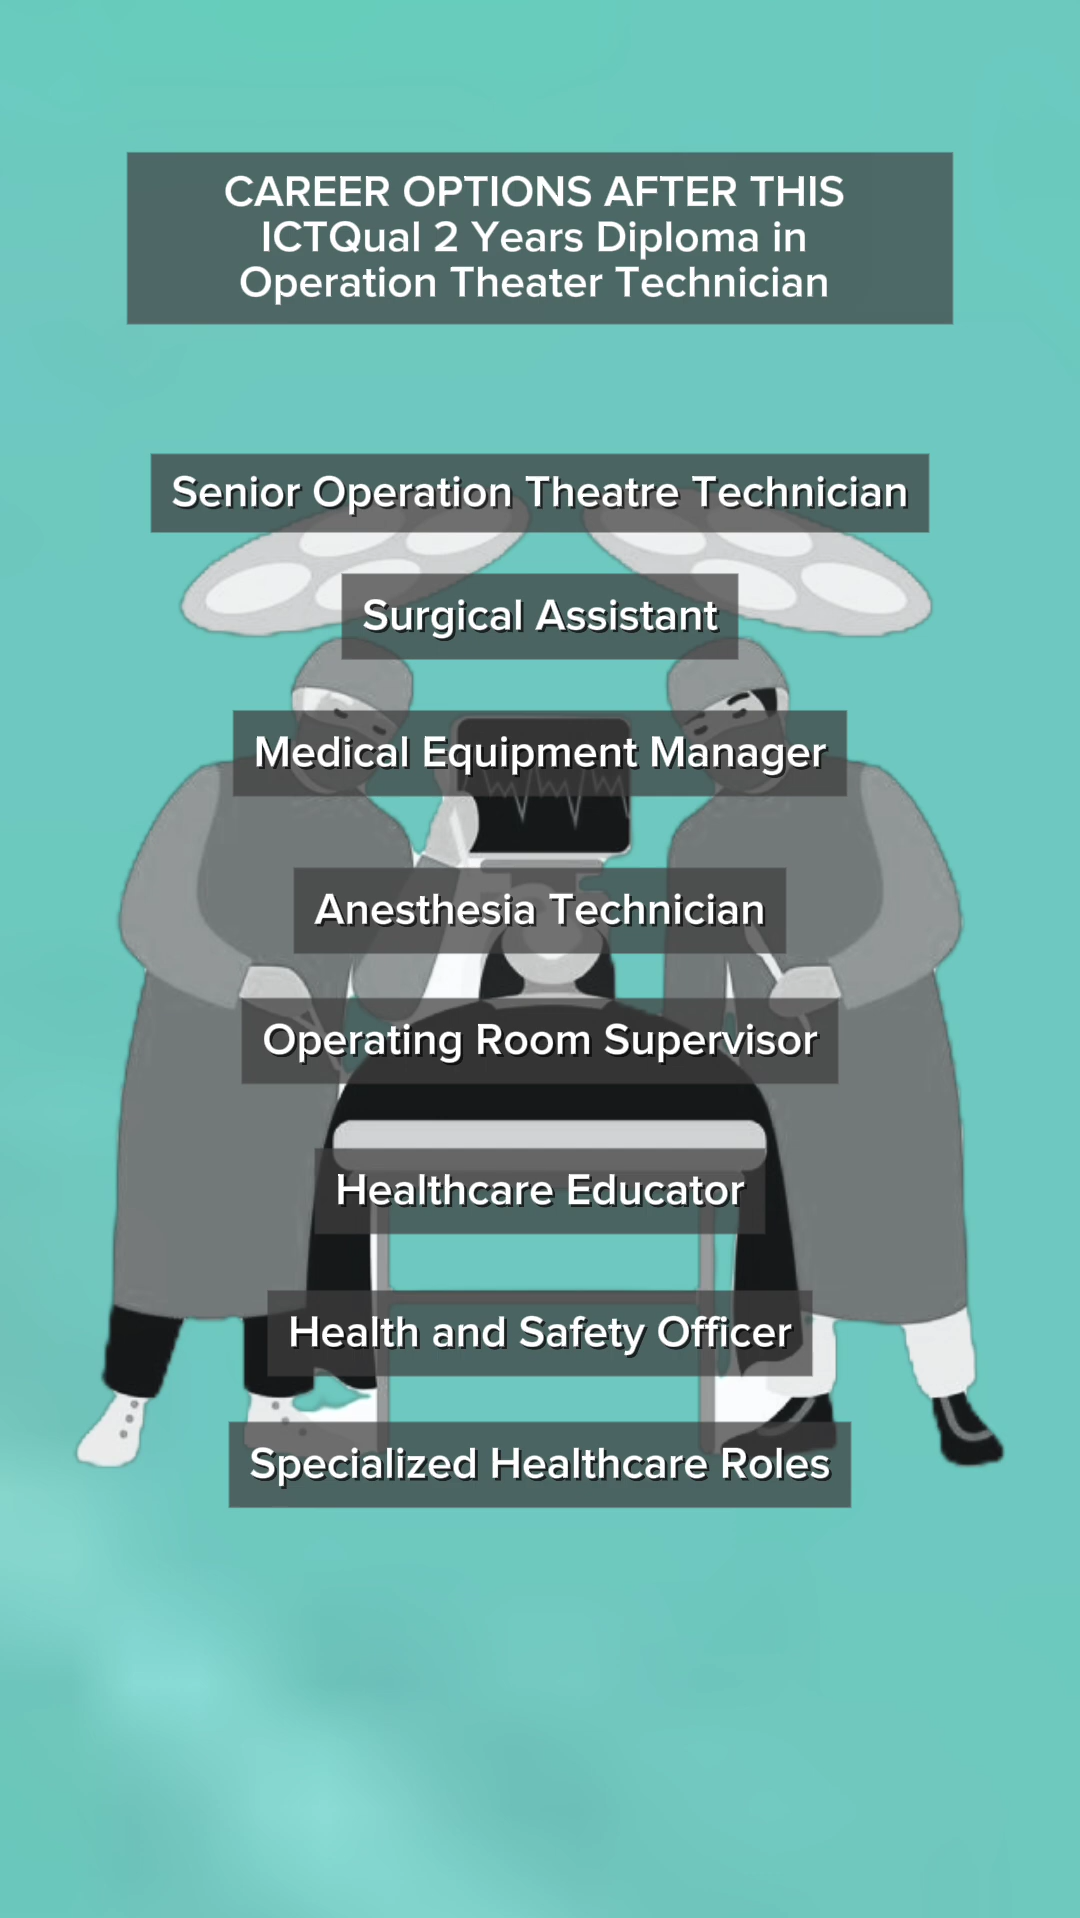 CAREER OPTIONS AFTER THIS
ICTQual 2 Years Diploma in
Operation Theater Technician
Senior Operation Theatre Technician
Surgical Assistant
Medical Equipment Manager
Anesthesia Technician
Operating Room Supervisor
Healthcare Educator
Health and Safety Officer
Specialized Healthcare Roles